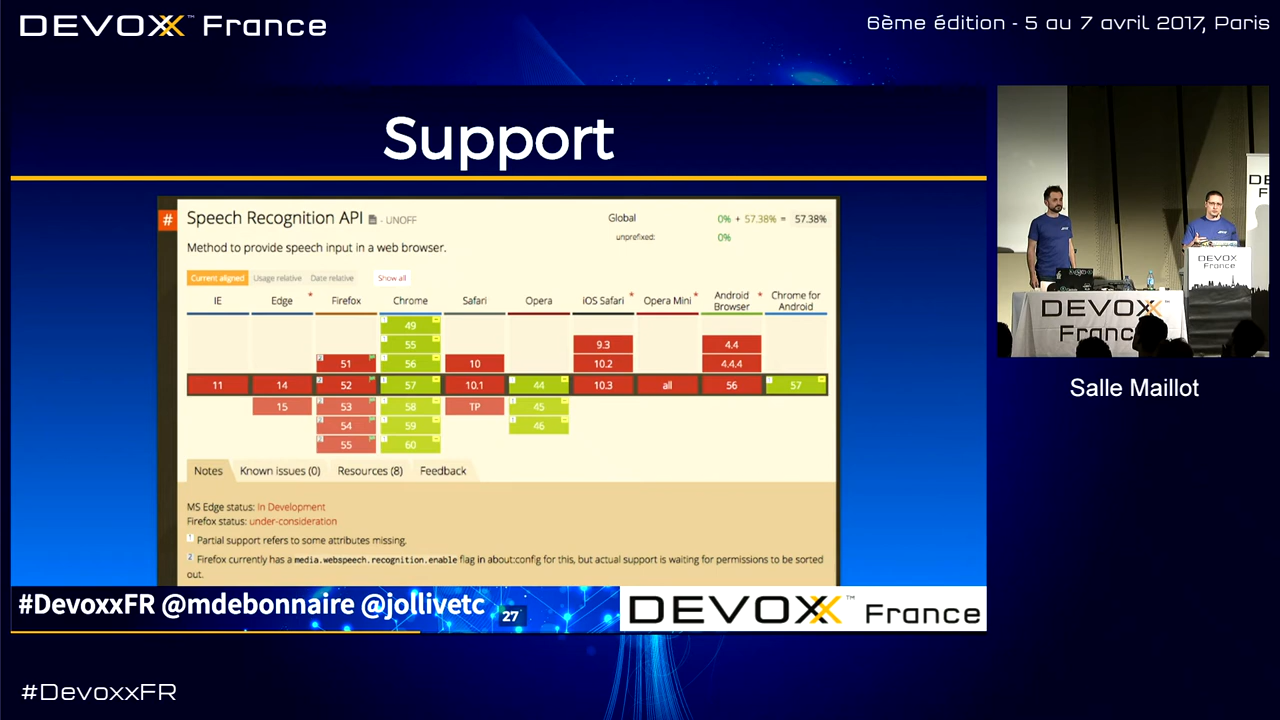 DEVOXX™ France
6ème édition - 5 au 7 avril 2017, Paris
Support
#
Speech Recognition API - UNOFF
Global 0% + 57.38% = 57.38%
unprefixed: 0%
Method to provide speech input in a web browser.
Current aligned Usage relative Date relative Show all
IE Edge * Firefox Chrome Safari Opera iOS Safari * Opera Mini * Android Browser * Chrome for Android
49
55
9.3 4.4
51 56 10 10.2 4.4.4
11 14 52 57 10.1 44 10.3 all 56 57
15 53 58 TP 45
54 59 46
55 60
Notes Known issues (0) Resources (8) Feedback
MS Edge status: In Development
Firefox status: under-consideration
1 Partial support refers to some attributes missing.
2 Firefox currently has a media.webspeech.recognition.enable flag in about:config for this, but actual support is waiting for permissions to be sorted
out.
#DevoxxFR @mdebonnaire @jollivetc 27
DEVOXX™ France
DEVOXX
France
DEVOXX™
France
Salle Maillot
#DevoxxFR